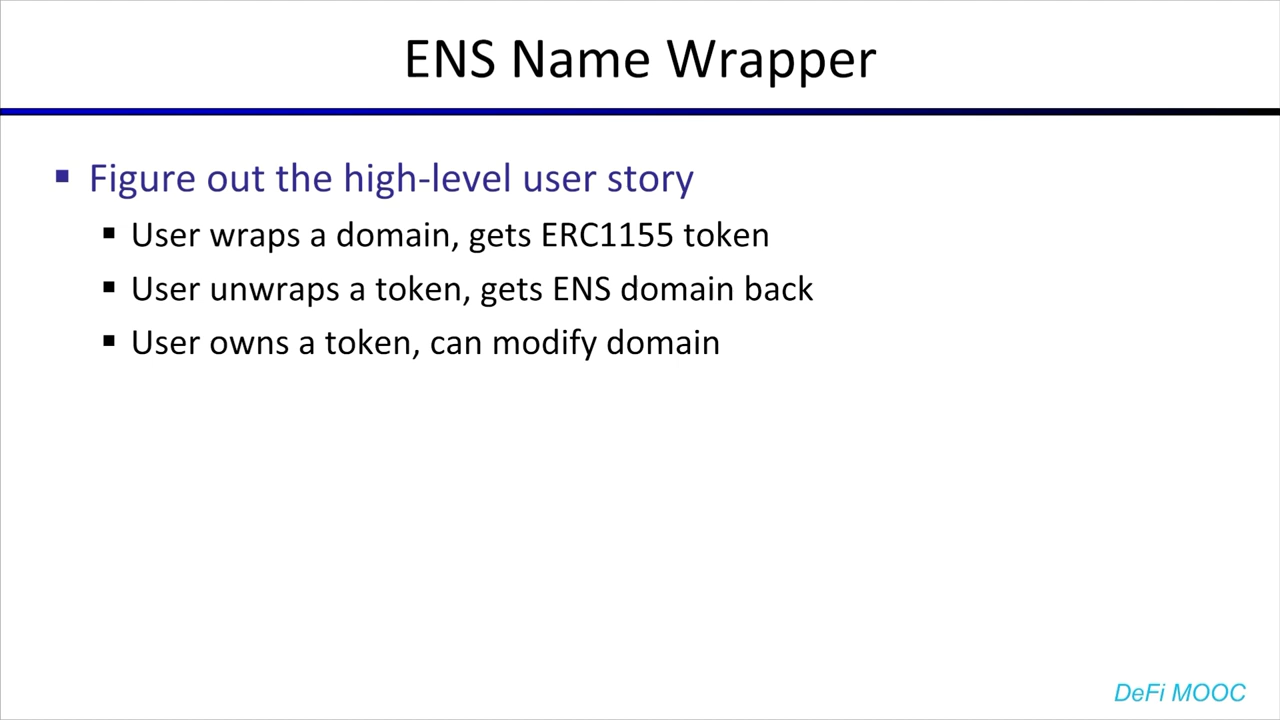 ENS Name Wrapper
▪ Figure out the high-level user story
▪ User wraps a domain, gets ERC1155 token
▪ User unwraps a token, gets ENS domain back
▪ User owns a token, can modify domain
DeFi MOOC